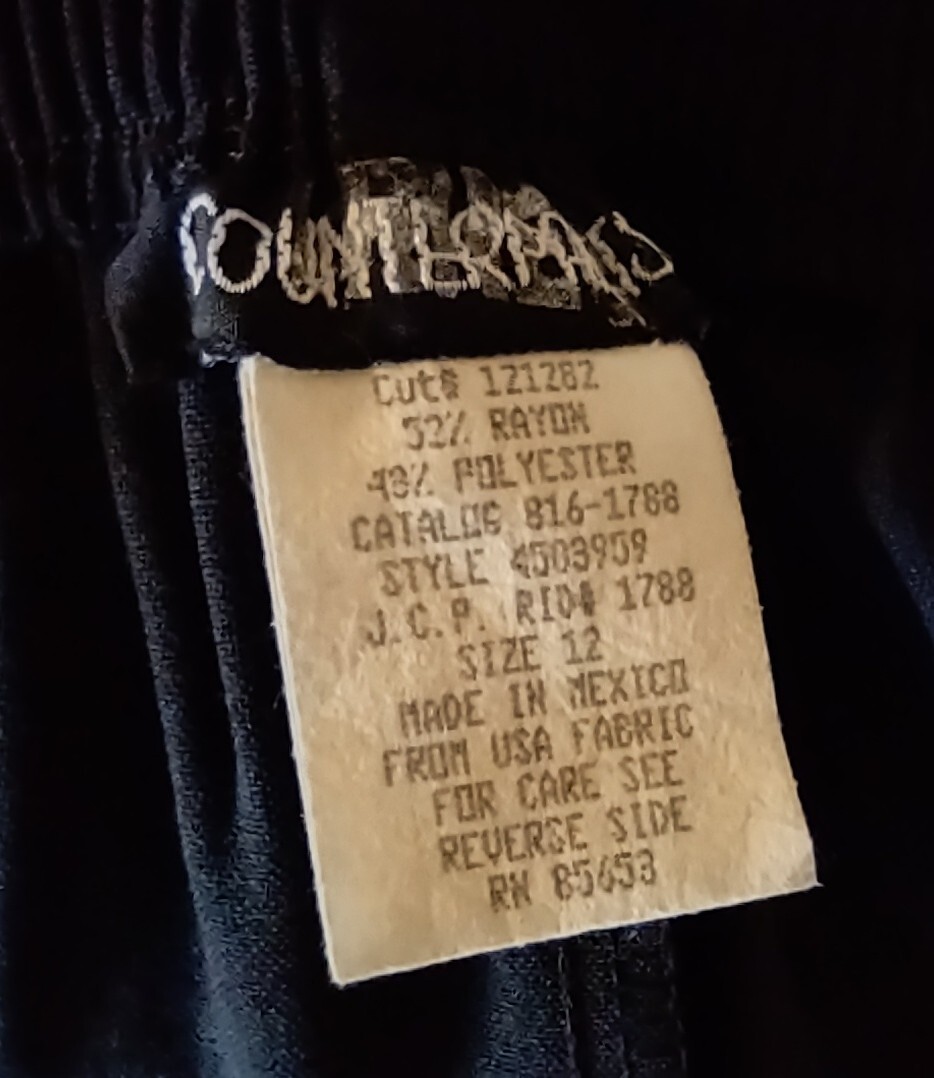 COUNTERPARTS
Cut# 121282
52% RAYON
48% POLYESTER
CATALOG 816-1788
STYLE 4503959
J.C.P. RID# 1788
SIZE 12
MADE IN MEXICO
FROM USA FABRIC
FOR CARE SEE
REVERSE SIDE
RN 85653